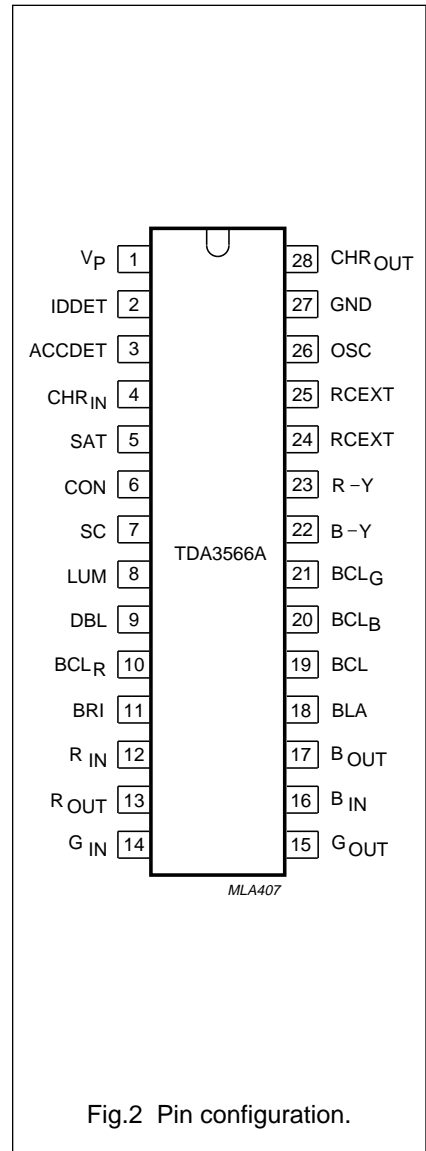 VP 1 28 CHROUT
IDDET 2 27 GND
ACCDET 3 26 OSC
CHRIN 4 25 RCEXT
SAT 5 24 RCEXT
CON 6 23 R−Y
SC 7 22 B−Y
TDA3566A
LUM 8 21 BCLG
DBL 9 20 BCLB
BCLR 10 19 BCL
BRI 11 18 BLA
R IN 12 17 BOUT
ROUT 13 16 B IN
G IN 14 15 GOUT
MLA407
Fig.2 Pin configuration.